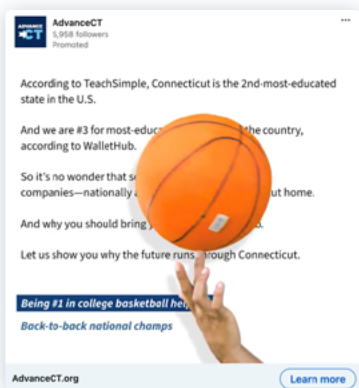 ADVANCE
CT
AdvanceCT
5,958 followers
Promoted
...
According to TeachSimple, Connecticut is the 2nd-most-educated
state in the U.S.
And we are #3 for most-educ the country,
according to WalletHub.
So it's no wonder that s
companies—nationally a ut home.
And why you should bring
Let us show you why the future runs through Connecticut.
Being #1 in college basketball he
Back-to-back national champs
AdvanceCT.org
Learn more